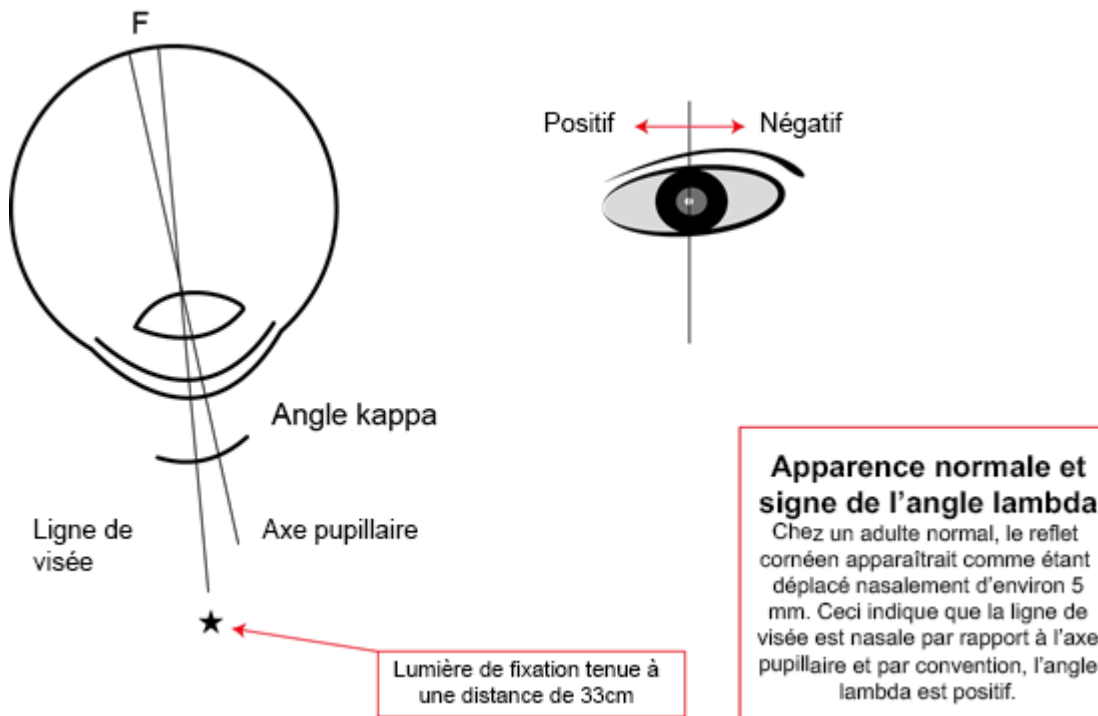 F
Positif
Négatif
Angle kappa
Ligne de
visée
Axe pupillaire
Lumière de fixation tenue à
une distance de 33cm
Apparence normale et
signe de l'angle lambda
Chez un adulte normal, le reflet
cornéen apparaîtrait comme étant
déplacé nasalement d'environ 5
mm. Ceci indique que la ligne de
visée est nasale par rapport à l'axe
pupillaire et par convention, l'angle
lambda est positif.